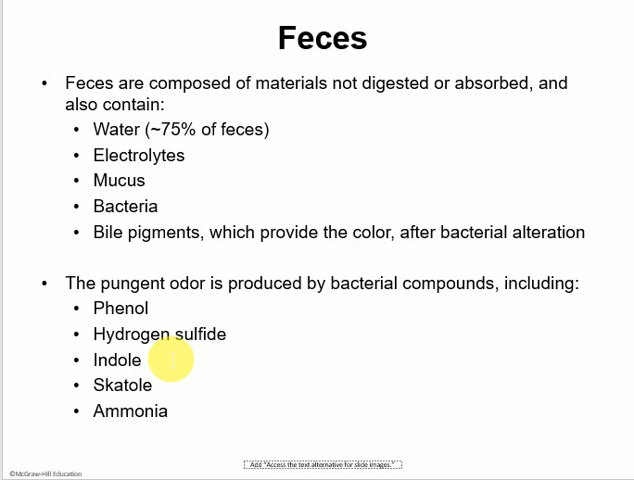 Feces
• Feces are composed of materials not digested or absorbed, and
also contain:
• Water (~75% of feces)
• Electrolytes
• Mucus
• Bacteria
• Bile pigments, which provide the color, after bacterial alteration
• The pungent odor is produced by bacterial compounds, including:
• Phenol
• Hydrogen sulfide
• Indole
• Skatole
• Ammonia
Add "Access the text alternative for slide images."
©McGraw-Hill Education